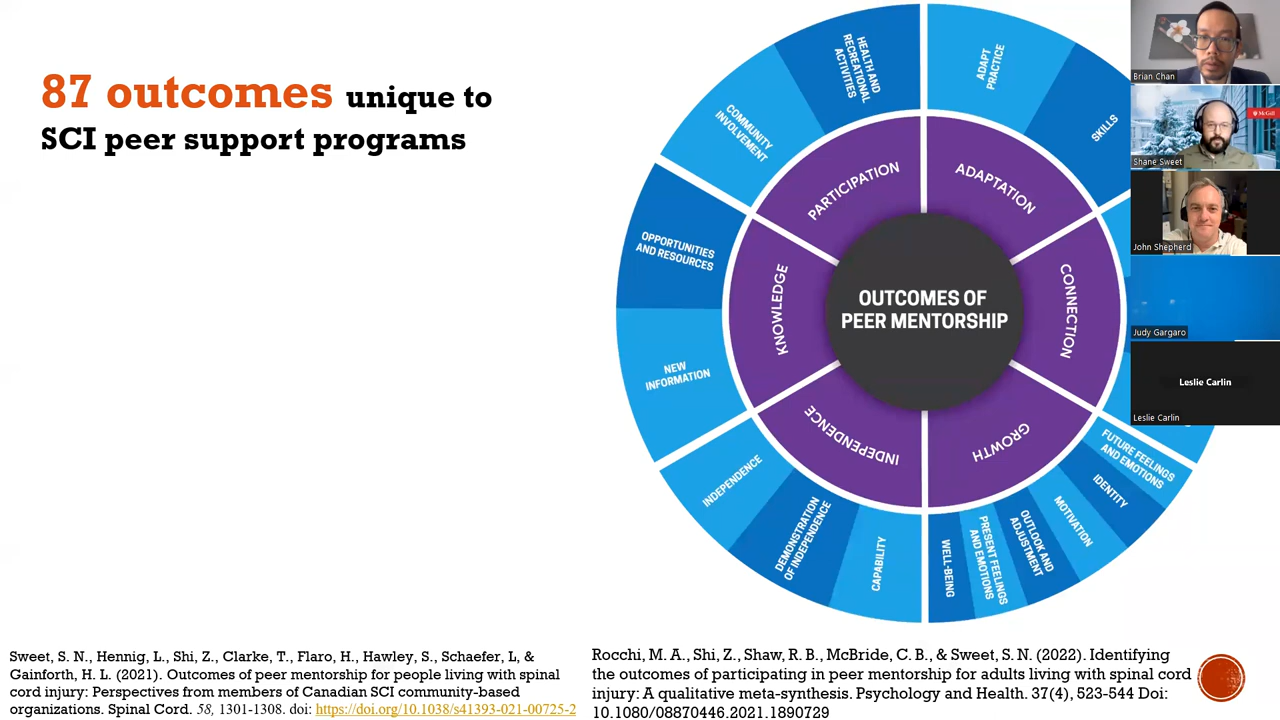 87 outcomes unique to
SCI peer support programs
HEALTH AND
RECREATIONAL
ACTIVITIES
COMMUNITY
INVOLVEMENT
OPPORTUNITIES
AND RESOURCES
NEW
INFORMATION
INDEPENDENCE
DEMONSTRATION
OF INDEPENDENCE
CAPABILITY
WELL-BEING
PRESENT FEELINGS
AND EMOTIONS
OUTLOOK AND
ADJUSTMENT
MOTIVATION
IDENTITY
FUTURE FEELINGS
AND EMOTIONS
ADAPT
PRACTICE
SKILLS
PARTICIPATION
ADAPTATION
KNOWLEDGE
CONNECTION
INDEPENDENCE
GROWTH
OUTCOMES OF
PEER MENTORSHIP
Brian Chan
McGill
Shane Sweet
John Shepherd
Judy Gargaro
Leslie Carlin
Leslie Carlin
Sweet, S. N., Hennig, L., Shi, Z., Clarke, T., Flaro, H., Hawley, S., Schaefer, L, &
Gainforth, H. L. (2021). Outcomes of peer mentorship for people living with spinal
cord injury: Perspectives from members of Canadian SCI community-based
organizations. Spinal Cord. 58, 1301-1308. doi: https://doi.org/10.1038/s41393-021-00725-2
Rocchi, M. A., Shi, Z., Shaw, R. B., McBride, C. B., & Sweet, S. N. (2022). Identifying
the outcomes of participating in peer mentorship for adults living with spinal cord
injury: A qualitative meta-synthesis. Psychology and Health. 37(4), 523-544 Doi:
10.1080/08870446.2021.1890729